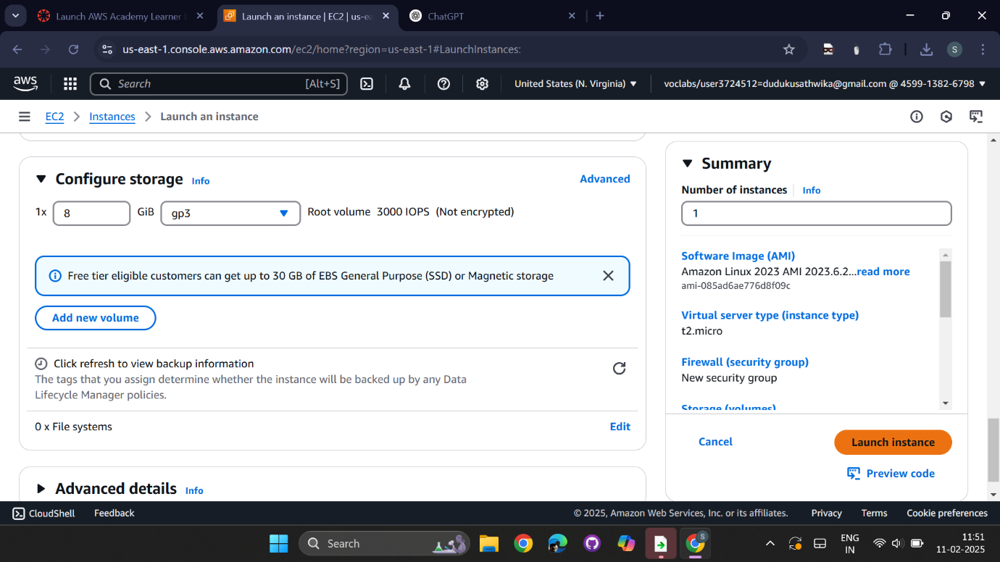 Launch AWS Academy Learner
Launch an instance | EC2 | us-ea
ChatGPT
us-east-1.console.aws.amazon.com/ec2/home?region=us-east-1#LaunchInstances:
S
aws
Search
[Alt+S]
United States (N. Virginia)
voclabs/user3724512=dudukusathwika@gmail.com @ 4599-1382-6798
EC2
Instances
Launch an instance
Configure storage Info
Advanced
1x 8 GiB gp3 Root volume 3000 IOPS (Not encrypted)
Free tier eligible customers can get up to 30 GB of EBS General Purpose (SSD) or Magnetic storage
Add new volume
Click refresh to view backup information
The tags that you assign determine whether the instance will be backed up by any Data
Lifecycle Manager policies.
0 x File systems
Edit
Advanced details Info
Summary
Number of instances Info
1
Software Image (AMI)
Amazon Linux 2023 AMI 2023.6.2...read more
ami-085ad6ae776d8f09c
Virtual server type (instance type)
t2.micro
Firewall (security group)
New security group
Storage (volumes)
Cancel
Launch instance
Preview code
CloudShell
Feedback
© 2025, Amazon Web Services, Inc. or its affiliates.
Privacy
Terms
Cookie preferences
Search
S
ENG
IN
11:51
11-02-2025